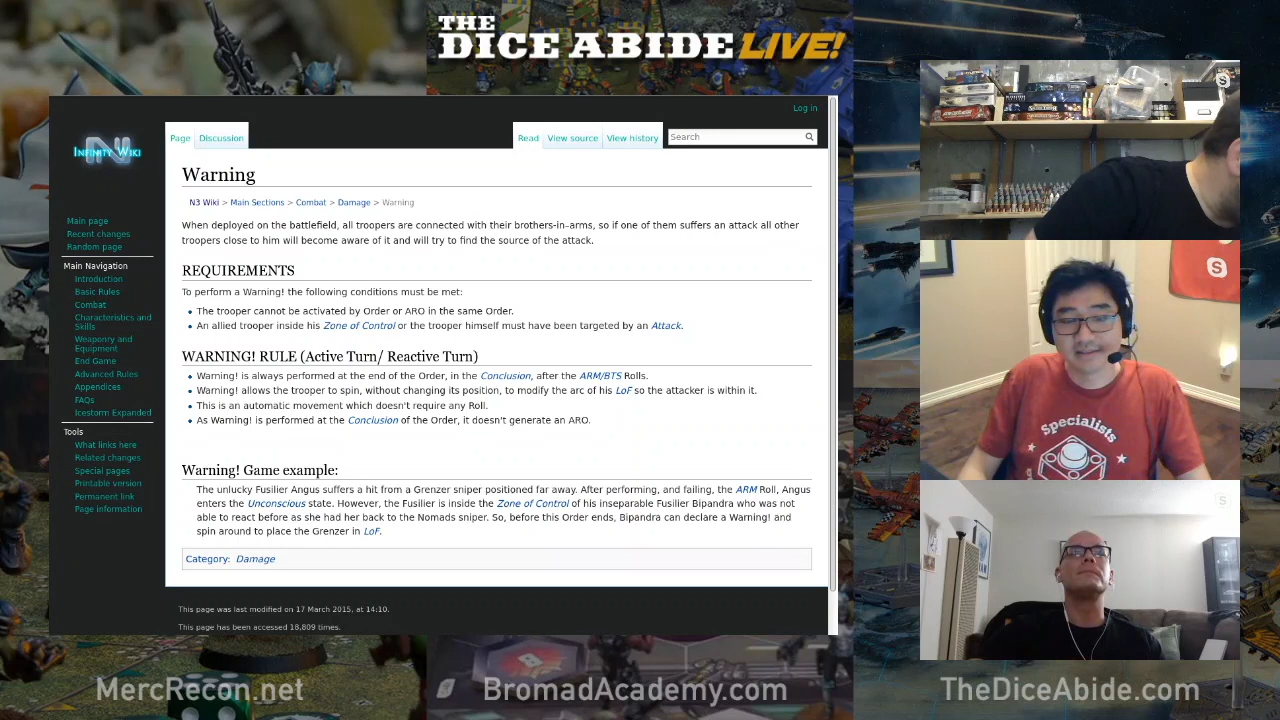 THE
DICE ABIDE LIVE!
Log in
INFINITY WIKI
Page
Discussion
Read
View source
View history
Search
Warning
N3 Wiki > Main Sections > Combat > Damage > Warning
When deployed on the battlefield, all troopers are connected with their brothers-in-arms, so if one of them suffers an attack all other
troopers close to him will become aware of it and will try to find the source of the attack.
REQUIREMENTS
To perform a Warning! the following conditions must be met:
The trooper cannot be activated by Order or ARO in the same Order.
An allied trooper inside his Zone of Control or the trooper himself must have been targeted by an Attack.
WARNING! RULE (Active Turn/ Reactive Turn)
Warning! is always performed at the end of the Order, in the Conclusion, after the ARM/BTS Rolls.
Warning! allows the trooper to spin, without changing its position, to modify the arc of his LoF so the attacker is within it.
This is an automatic movement which doesn't require any Roll.
As Warning! is performed at the Conclusion of the Order, it doesn't generate an ARO.
Warning! Game example:
The unlucky Fusilier Angus suffers a hit from a Grenzer sniper positioned far away. After performing, and failing, the ARM Roll, Angus
enters the Unconscious state. However, the Fusilier is inside the Zone of Control of his inseparable Fusilier Bipandra who was not
able to react before as she had her back to the Nomads sniper. So, before this Order ends, Bipandra can declare a Warning! and
spin around to place the Grenzer in LoF.
Category: Damage
This page was last modified on 17 March 2015, at 14:10.
This page has been accessed 18,809 times.
Main page
Recent changes
Random page
Main Navigation
Introduction
Basic Rules
Combat
Characteristics and
Skills
Weaponry and
Equipment
End Game
Advanced Rules
Appendices
FAQs
Icestorm Expanded
Tools
What links here
Related changes
Special pages
Printable version
Permanent link
Page information
Specialists
MercRecon.net
BromadAcademy.com
TheDiceAbide.com